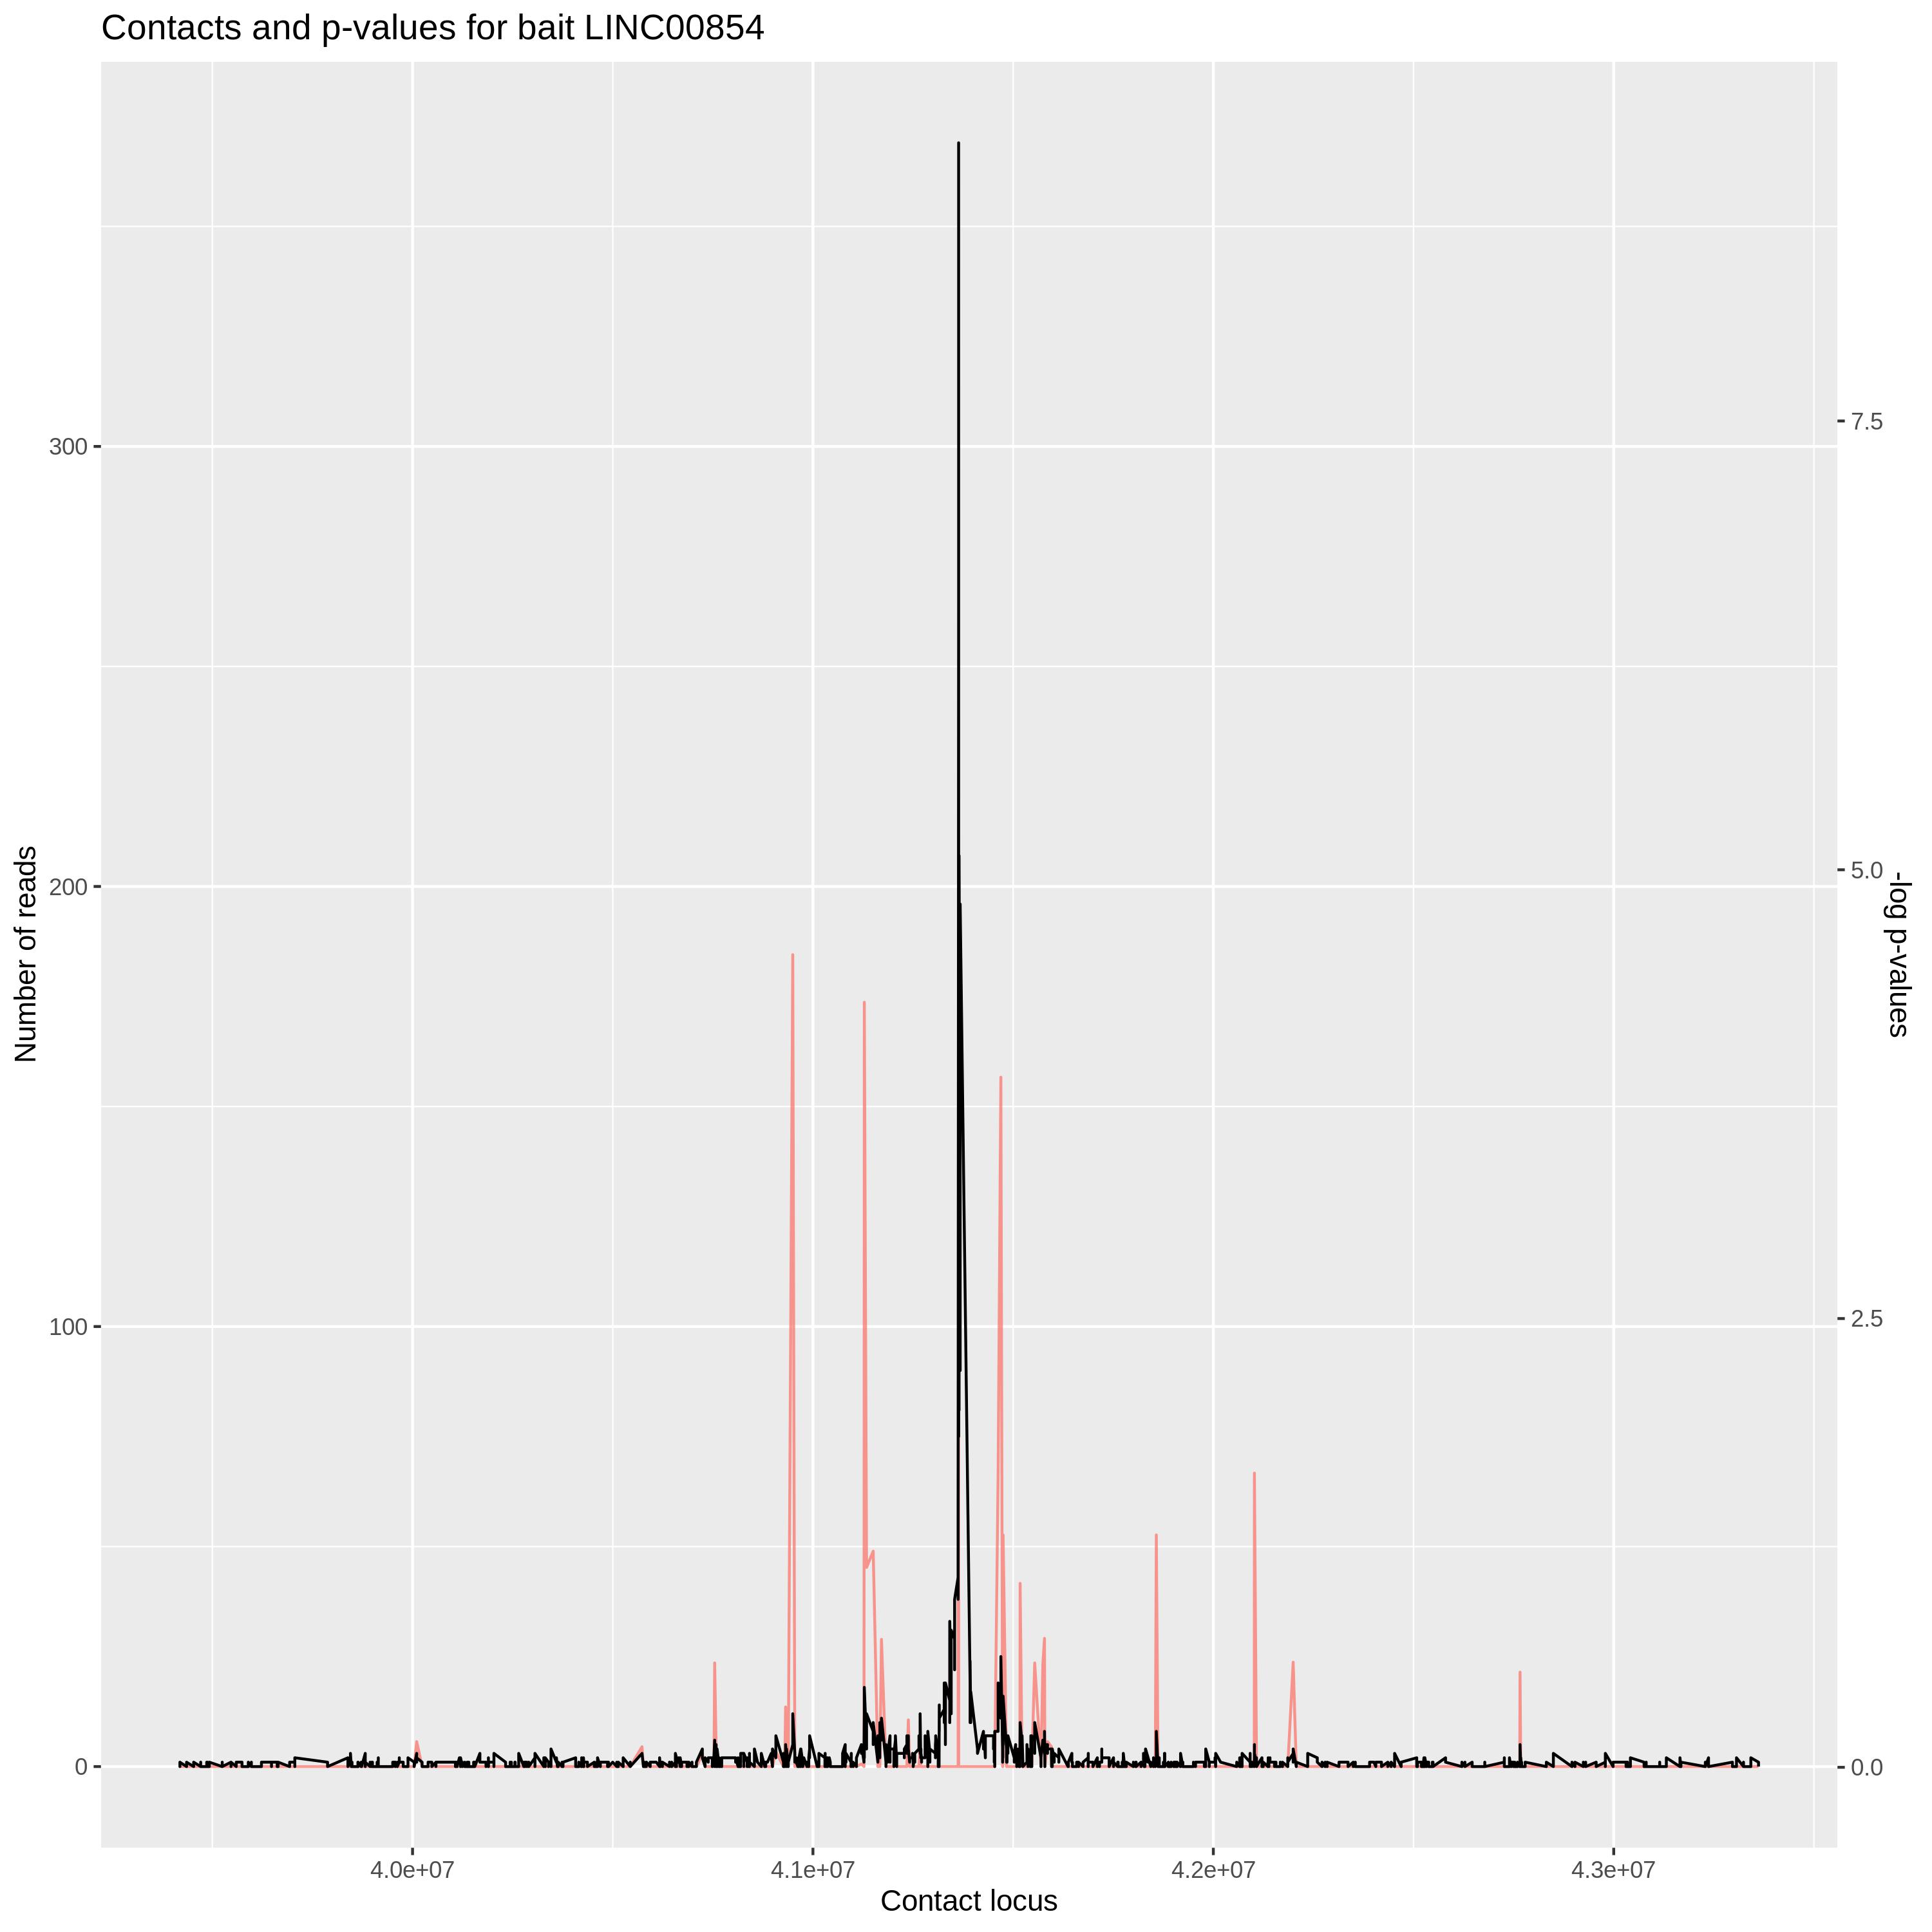 Contacts and p-values for bait LINC00854
300
200
100
0
Number of reads
7.5
5.0
2.5
0.0
-log p-values
4.0e+07
4.1e+07
4.2e+07
4.3e+07
Contact locus